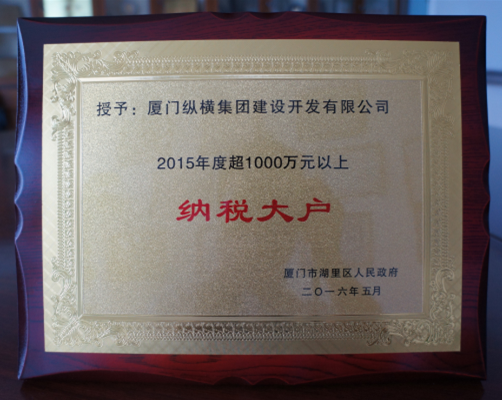 授予：厦门纵横集团建设开发有限公司
2015年度超1000万元以上
纳税大户
厦门市湖里区人民政府
二〇一六年五月